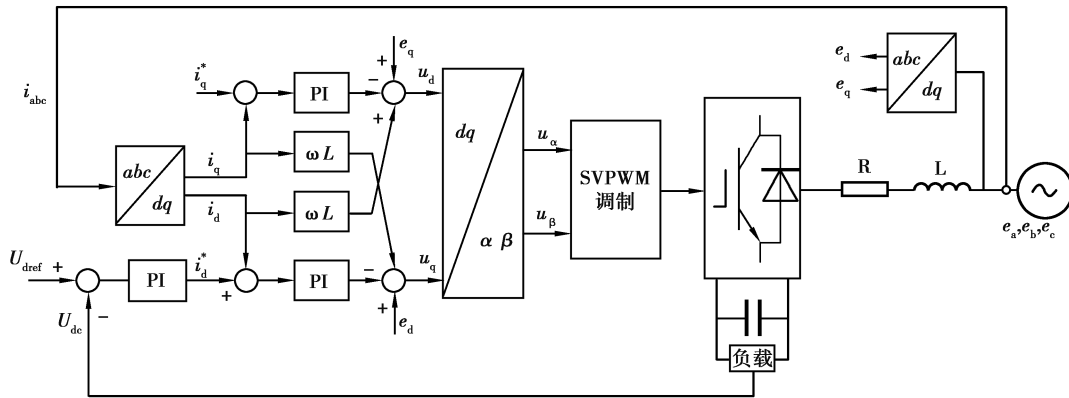 e_q
i_q^*
PI
u_d
i_abc
ωL
abc
dq
i_q
i_d
ωL
dq
αβ
u_α
u_β
SVPWM
调制
R
L
e_a,e_b,e_c
e_d
e_q
abc
dq
U_dref
+
PI
i_d^*
+
PI
u_q
e_d
U_dc
−
+
−
+
−
+
负载